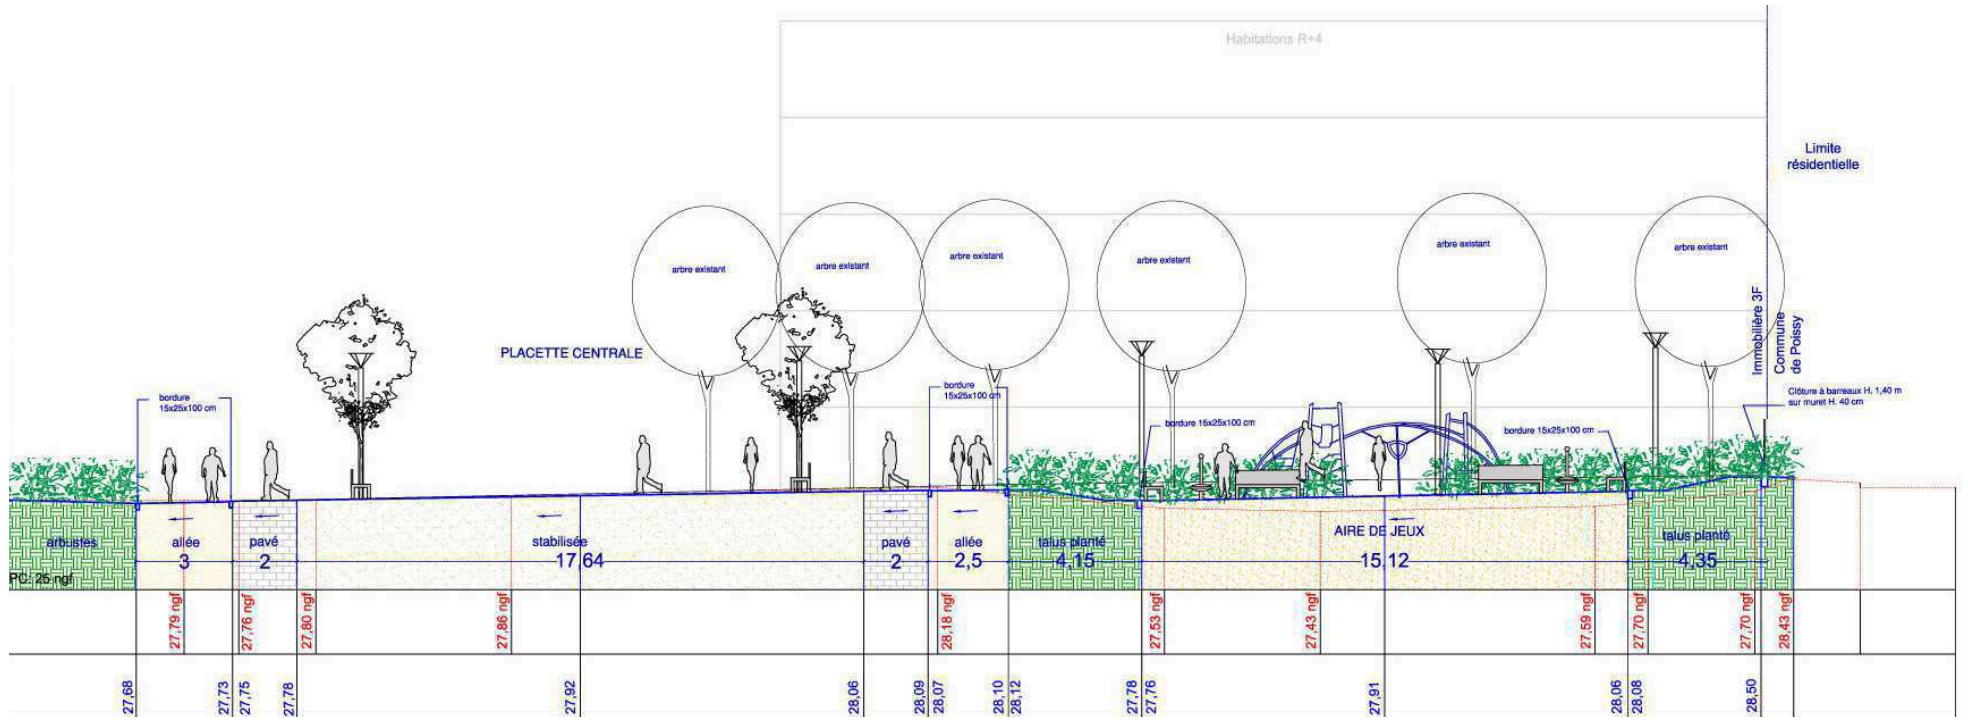 Habitations R+4
Limite
résidentielle
arbre existant
arbre existant
arbre existant
arbre existant
arbre existant
arbre existant
PLACETTE CENTRALE
Immobilière 3F
Commune
de Poissy
bordure
15x25x100 cm
bordure
15x25x100 cm
Clôture à barreaux H. 1,40 m
sur muret H. 40 cm
bordure 15x25x100 cm
bordure 15x25x100 cm
arbustes
allée
3
pavé
2
stabilisée
17,64
pavé
2
allée
2,5
talus planté
4,15
AIRE DE JEUX
15,12
talus planté
4,35
PC: 25 ngf
27,79 ngf
27,76 ngf
27,80 ngf
27,86 ngf
28,18 ngf
27,53 ngf
27,43 ngf
27,59 ngf
27,70 ngf
27,70 ngf
28,43 ngf
27,68
27,73
27,75
27,78
27,92
28,06
28,09
28,07
28,10
28,12
27,78
27,76
27,91
28,06
28,08
28,50